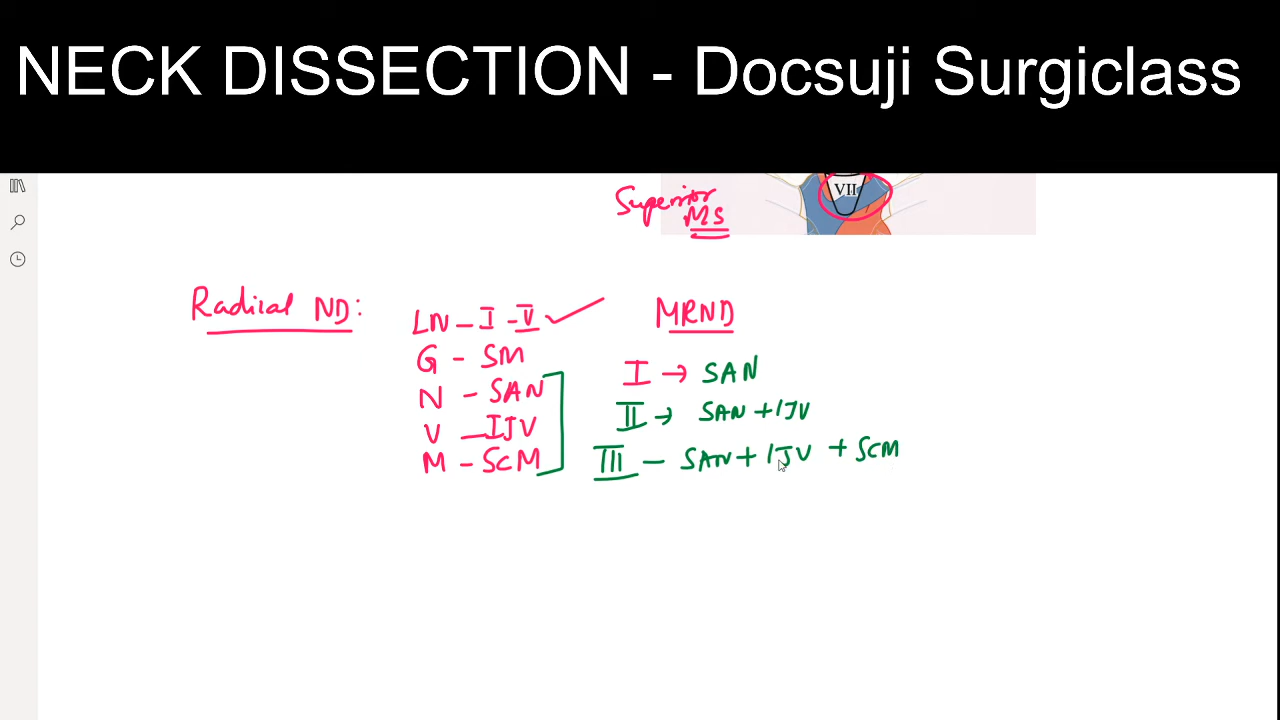 NECK DISSECTION - Docsuji Surgiclass
VII
Superior
MS
Radical ND:
LN - I - V ✓
G - SM
N - SAN
V - IJV
M - SCM
MRND
I → SAN
II → SAN + IJV
III - SAN + IJV + SCM